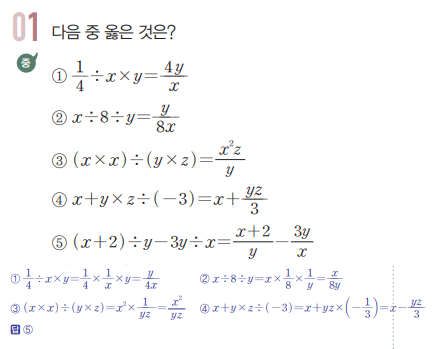 01 다음 중 옳은 것은?
중
① 1/4÷x×y=4y/x
② x÷8÷y=y/8x
③ (x×x)÷(y×z)=x²z/y
④ x+y×z÷(-3)=x+yz/3
⑤ (x+2)÷y-3y÷x=(x+2)/y-3y/x
① 1/4÷x×y=1/4×1/x×y=y/4x ② x÷8÷y=x×1/8×1/y=x/8y
③ (x×x)÷(y×z)=x²×1/yz=x²/yz ④ x+y×z÷(-3)=x+yz×(-1/3)=x-yz/3
답 ⑤